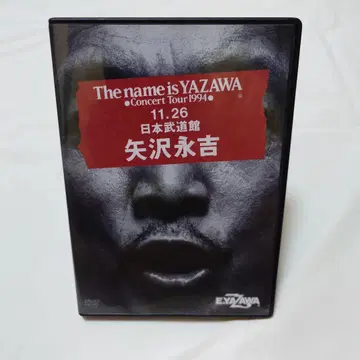 The name is YAZAWA
●Concert Tour 1994●
11.26
日本武道館
矢沢永吉
DVD
E.YAZAWA